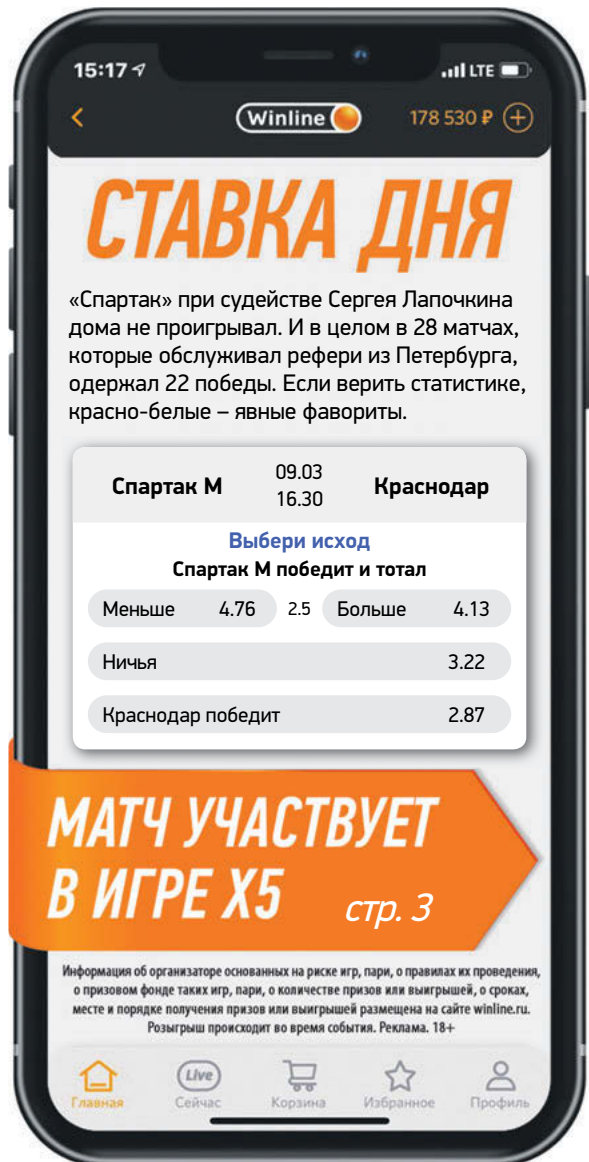 15:17 LTE
Winline 178 530 ₽
СТАВКА ДНЯ
«Спартак» при судействе Сергея Лапочкина
дома не проигрывал. И в целом в 28 матчах,
которые обслуживал рефери из Петербурга,
одержал 22 победы. Если верить статистике,
красно-белые – явные фавориты.
Спартак М 09.03 16.30 Краснодар
Выбери исход
Спартак М победит и тотал
Меньше 4.76 2.5 Больше 4.13
Ничья 3.22
Краснодар победит 2.87
МАТЧ УЧАСТВУЕТ
В ИГРЕ Х5 стр. 3
Информация об организаторе основанных на риске игр, пари, о правилах их проведения,
о призовом фонде таких игр, пари, о количестве призов или выигрышей, о сроках,
месте и порядке получения призов или выигрышей размещена на сайте winline.ru.
Розыгрыш происходит во время события. Реклама. 18+
Live
Главная Сейчас Корзина Избранное Профиль